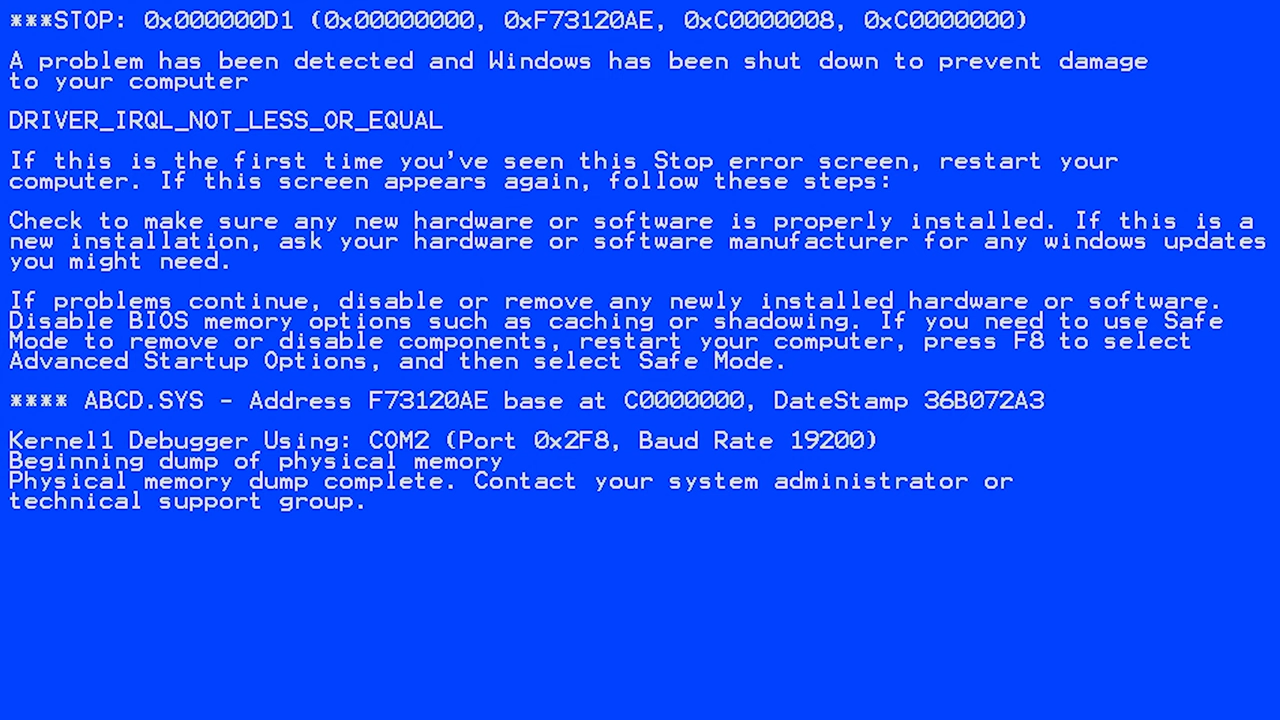 ***STOP: 0x000000D1 (0x00000000, 0xF73120AE, 0xC0000008, 0xC0000000)
A problem has been detected and Windows has been shut down to prevent damage
to your computer
DRIVER_IRQL_NOT_LESS_OR_EQUAL
If this is the first time you've seen this Stop error screen, restart your
computer. If this screen appears again, follow these steps:
Check to make sure any new hardware or software is properly installed. If this is a
new installation, ask your hardware or software manufacturer for any windows updates
you might need.
If problems continue, disable or remove any newly installed hardware or software.
Disable BIOS memory options such as caching or shadowing. If you need to use Safe
Mode to remove or disable components, restart your computer, press F8 to select
Advanced Startup Options, and then select Safe Mode.
**** ABCD.SYS - Address F73120AE base at C0000000, DateStamp 36B072A3
Kernel1 Debugger Using: COM2 (Port 0x2F8, Baud Rate 19200)
Beginning dump of physical memory
Physical memory dump complete. Contact your system administrator or
technical support group.